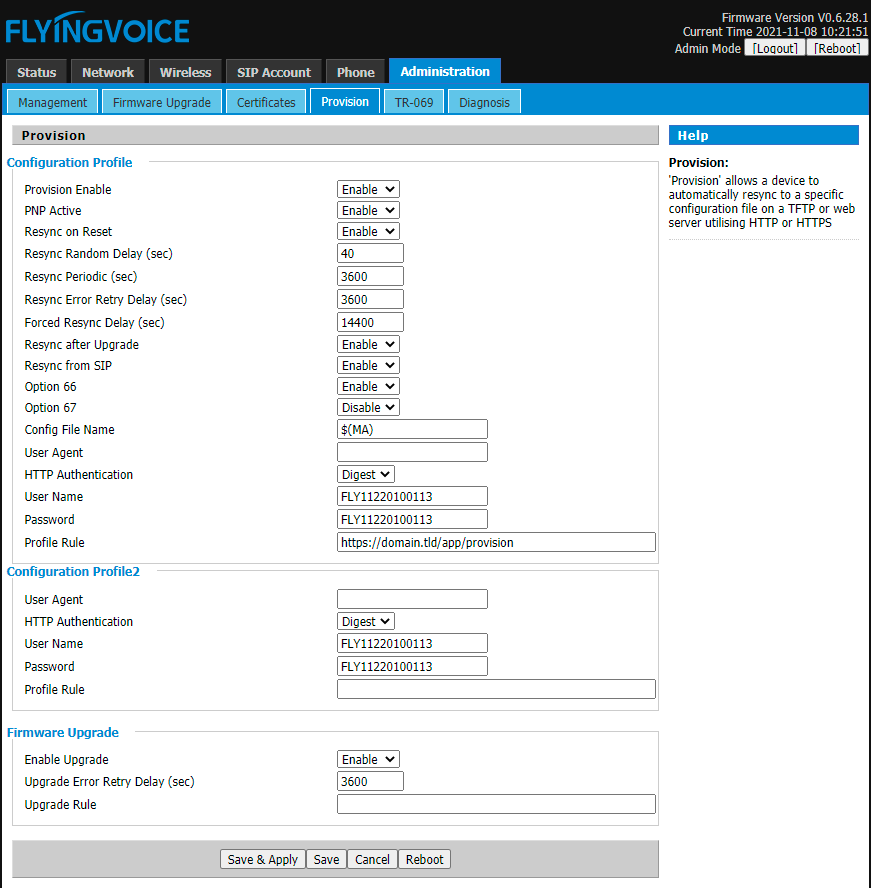 FLYINGVOICE
Firmware Version V0.6.28.1
Current Time 2021-11-08 10:21:51
Admin Mode [Logout] [Reboot]
Status Network Wireless SIP Account Phone Administration
Management Firmware Upgrade Certificates Provision TR-069 Diagnosis
Provision
Configuration Profile
Provision Enable Enable
PNP Active Enable
Resync on Reset Enable
Resync Random Delay (sec) 40
Resync Periodic (sec) 3600
Resync Error Retry Delay (sec) 3600
Forced Resync Delay (sec) 14400
Resync after Upgrade Enable
Resync from SIP Enable
Option 66 Enable
Option 67 Disable
Config File Name $(MA)
User Agent
HTTP Authentication Digest
User Name FLY11220100113
Password FLY11220100113
Profile Rule https://domain.tld/app/provision
Configuration Profile2
User Agent
HTTP Authentication Digest
User Name FLY11220100113
Password FLY11220100113
Profile Rule
Firmware Upgrade
Enable Upgrade Enable
Upgrade Error Retry Delay (sec) 3600
Upgrade Rule
Save & Apply Save Cancel Reboot
Help
Provision:
'Provision' allows a device to
automatically resync to a specific
configuration file on a TFTP or web
server utilising HTTP or HTTPS